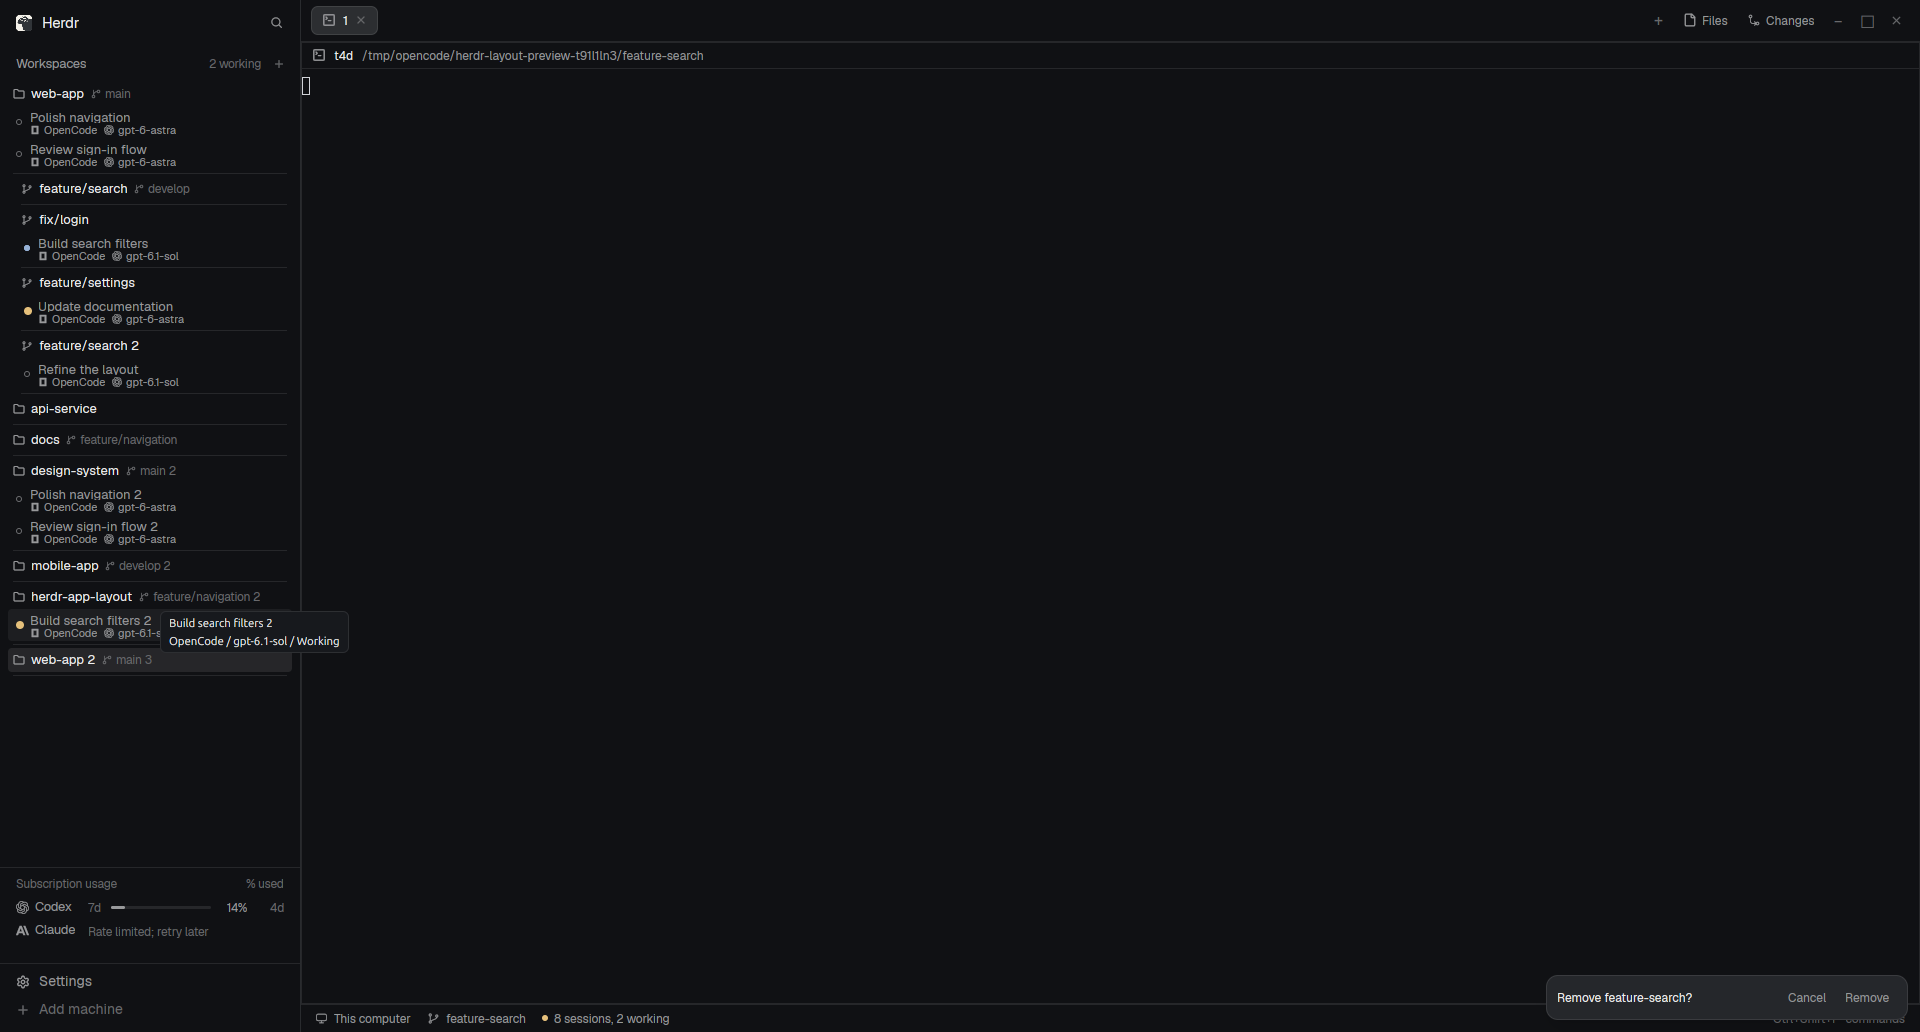 Herdr
1
Files
Changes
Workspaces 2 working
t4d /tmp/opencode/herdr-layout-preview-t91l1ln3/feature-search
web-app main
Polish navigation
OpenCode gpt-6-astra
Review sign-in flow
OpenCode gpt-6-astra
feature/search develop
fix/login
Build search filters
OpenCode gpt-6.1-sol
feature/settings
Update documentation
OpenCode gpt-6-astra
feature/search 2
Refine the layout
OpenCode gpt-6.1-sol
api-service
docs feature/navigation
design-system main 2
Polish navigation 2
OpenCode gpt-6-astra
Review sign-in flow 2
OpenCode gpt-6-astra
mobile-app develop 2
herdr-app-layout feature/navigation 2
Build search filters 2
OpenCode gpt-6.1-s
Build search filters 2
OpenCode / gpt-6.1-sol / Working
web-app 2 main 3
Subscription usage % used
Codex 7d 14% 4d
Claude Rate limited; retry later
Settings
Add machine
Remove feature-search? Cancel Remove
This computer feature-search 8 sessions, 2 working